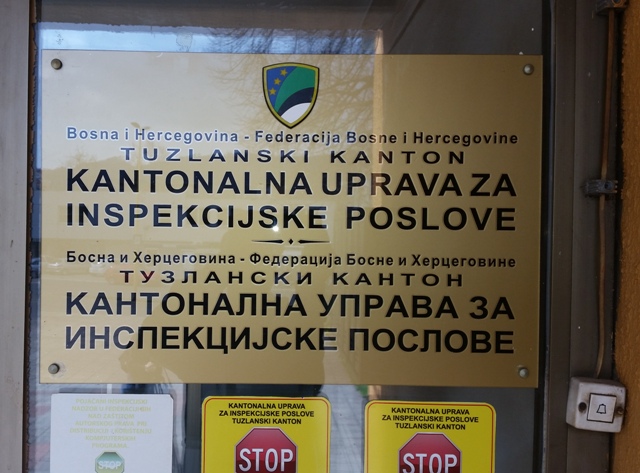 Bosna i Hercegovina - Federacija Bosne i Hercegovine
TUZLANSKI KANTON
KANTONALNA UPRAVA ZA
INSPEKCIJSKE POSLOVE
Босна и Херцеговина - Федерација Босне и Херцеговине
ТУЗЛАНСКИ КАНТОН
КАНТОНАЛНА УПРАВА ЗА
ИНСПЕКЦИЈСКЕ ПОСЛОВЕ
KANTONALNA UPRAVA
ZA INSPEKCIJSKE POSLOVE
TUZLANSKI KANTON
STOP
KANTONALNA UPRAVA
ZA INSPEKCIJSKE POSLOVE
TUZLANSKI KANTON
STOP